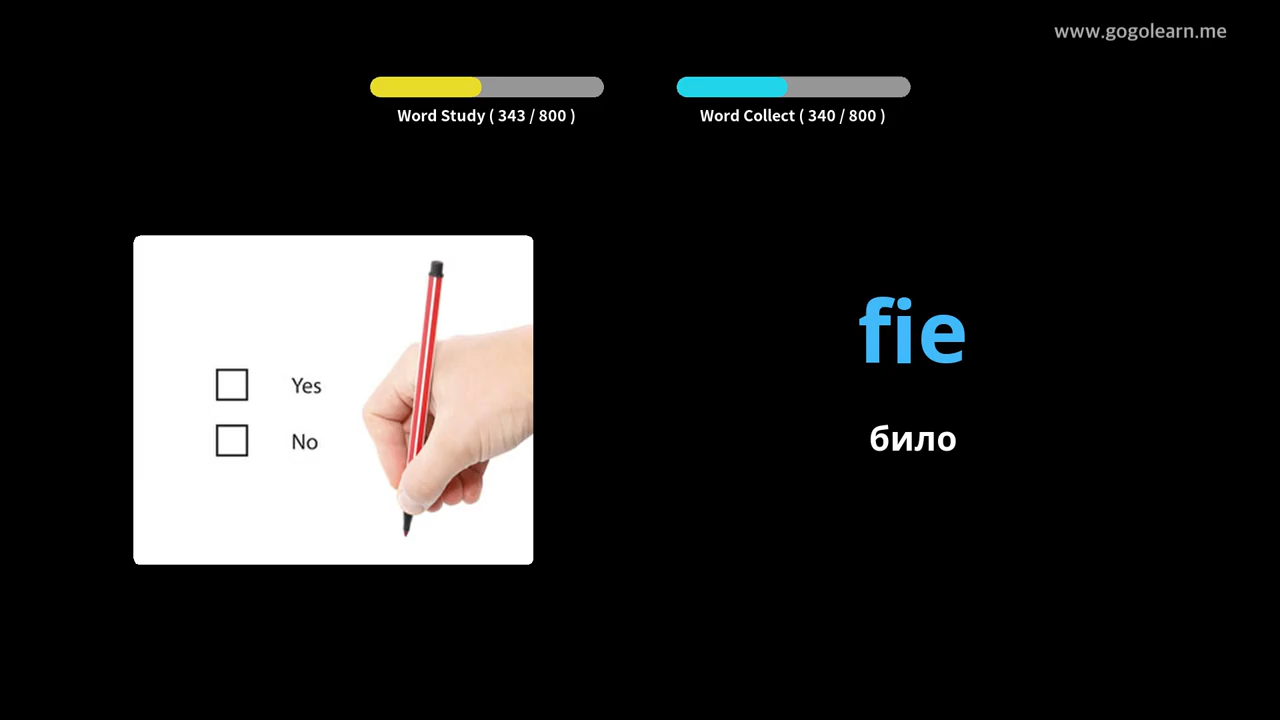 www.gogolearn.me
Word Study ( 343 / 800 )
Word Collect ( 340 / 800 )
Yes
No
fie
било